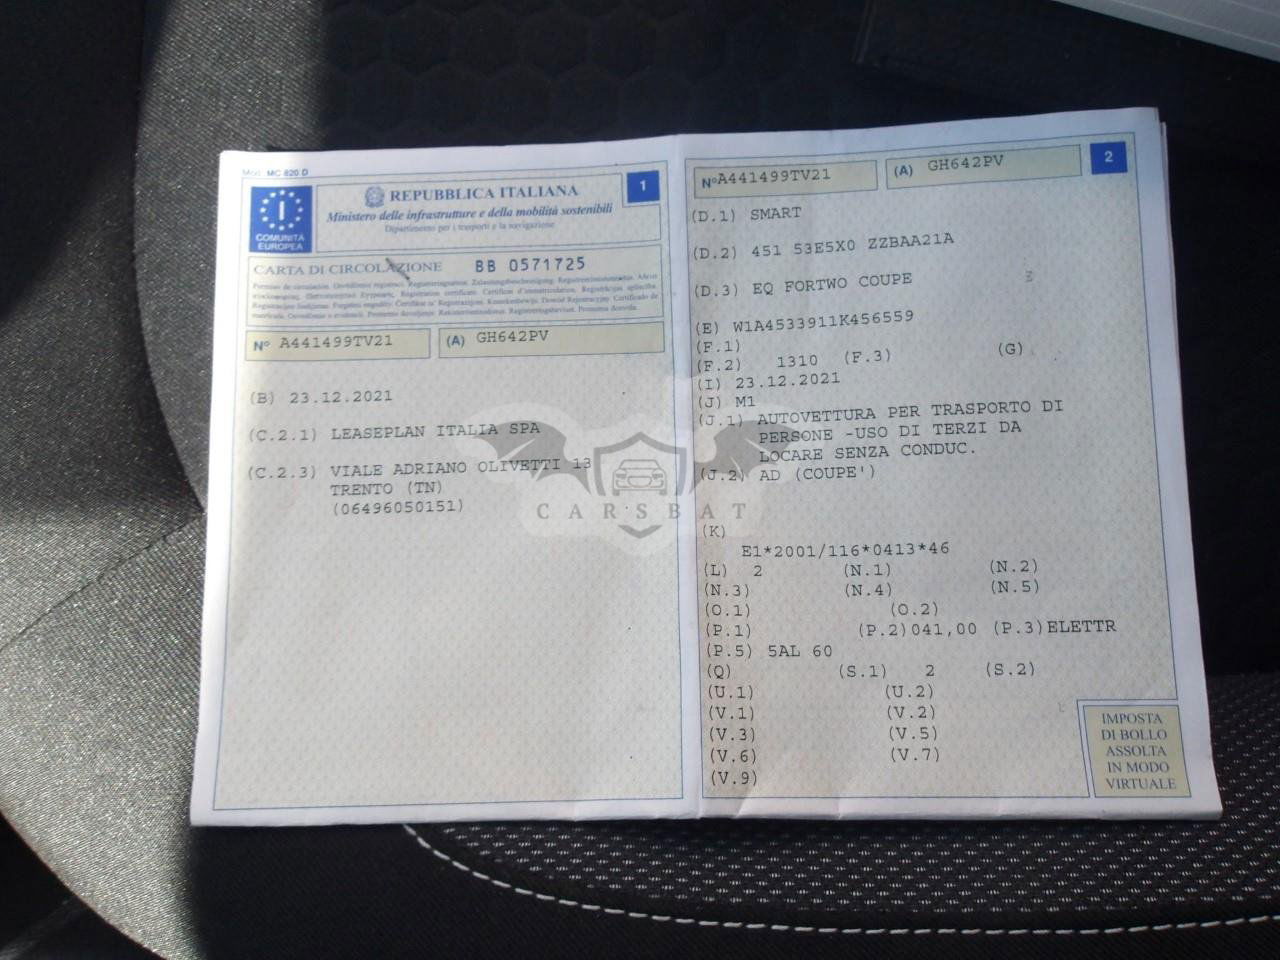 Mod. MC 820 D
1
REPUBBLICA ITALIANA
Ministero delle infrastrutture e della mobilità sostenibili
Dipartimento per i trasporti e la navigazione
I
COMUNITÀ
EUROPEA
CARTA DI CIRCOLAZIONE BB 0571725
N° A441499TV21 (A) GH642PV
(B) 23.12.2021
(C.2.1) LEASEPLAN ITALIA SPA
(C.2.3) VIALE ADRIANO OLIVETTI 13
TRENTO (TN)
(06496050151)
2
N° A441499TV21 (A) GH642PV
(D.1) SMART
(D.2) 451 53E5X0 ZZBAA21A
(D.3) EQ FORTWO COUPE
(E) W1A4533911K456559
(F.1)
(F.2) 1310 (F.3) (G)
(I) 23.12.2021
(J) M1
(J.1) AUTOVETTURA PER TRASPORTO DI
PERSONE -USO DI TERZI DA
LOCARE SENZA CONDUC.
(J.2) AD (COUPE')
(K)
E1*2001/116*0413*46
(L) 2 (N.1) (N.2)
(N.3) (N.4) (N.5)
(O.1) (O.2)
(P.1) (P.2)041,00 (P.3)ELETTR
(P.5) 5AL 60
(Q) (S.1) 2 (S.2)
(U.1) (U.2)
(V.1) (V.2)
(V.3) (V.5)
(V.6) (V.7)
(V.9)
IMPOSTA
DI BOLLO
ASSOLTA
IN MODO
VIRTUALE
CARSBAT